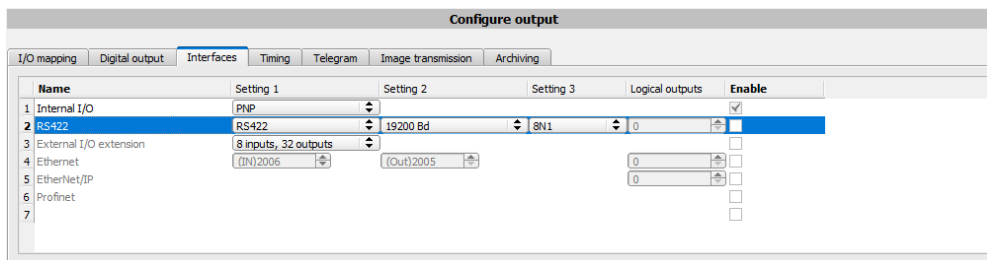 Configure output
I/O mapping Digital output Interfaces Timing Telegram Image transmission Archiving
Name Setting 1 Setting 2 Setting 3 Logical outputs Enable
1 Internal I/O PNP
2 RS422 RS422 19200 Bd 8N1 0
3 External I/O extension 8 inputs, 32 outputs
4 Ethernet (IN)2006 (Out)2005 0
5 EtherNet/IP 0
6 Profinet
7